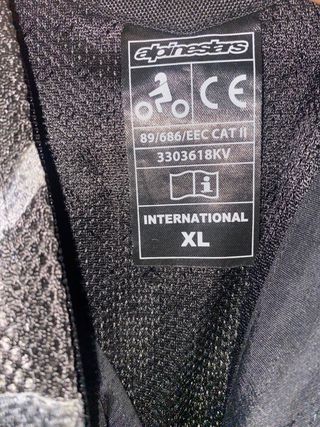 alpinestars
CE
89/686/EEC CAT II
3303618KV
i
INTERNATIONAL
XL